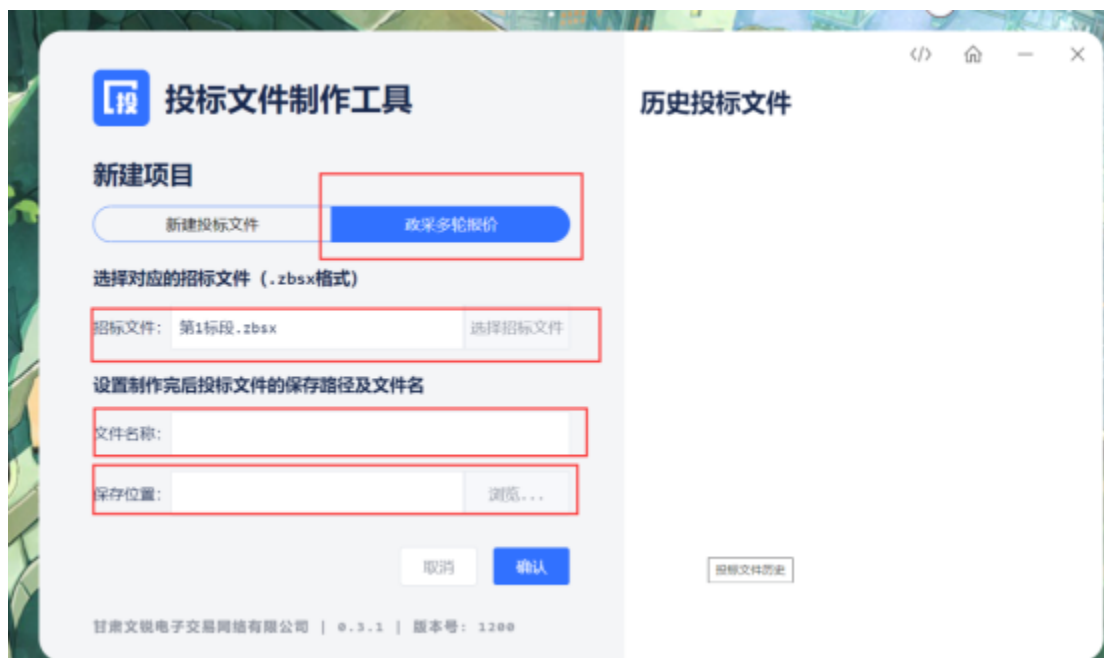 投
投标文件制作工具
新建项目
新建投标文件
政采多轮报价
选择对应的招标文件（.zbsx格式）
招标文件：
第1标段.zbsx
选择招标文件
设置制作完后投标文件的保存路径及文件名
文件名称：
保存位置：
浏览...
取消
确认
甘肃文锐电子交易网络有限公司 | 0.3.1 | 版本号: 1200
历史投标文件
投标文件历史